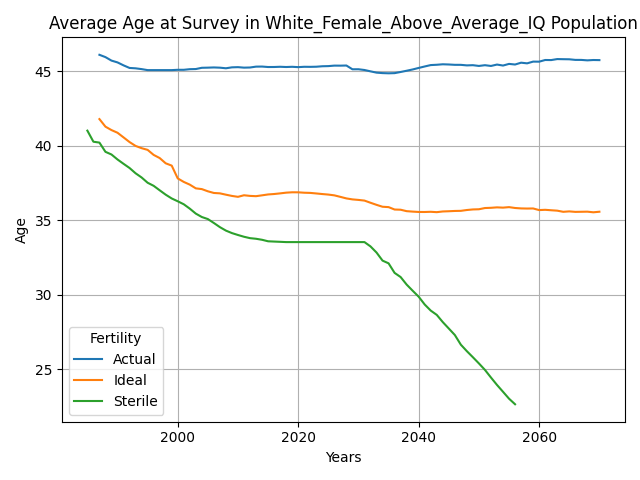 Average Age at Survey in White_Female_Above_Average_IQ Population
45
40
35
30
25
Age
Fertility
Actual
Ideal
Sterile
2000 2020 2040 2060
Years